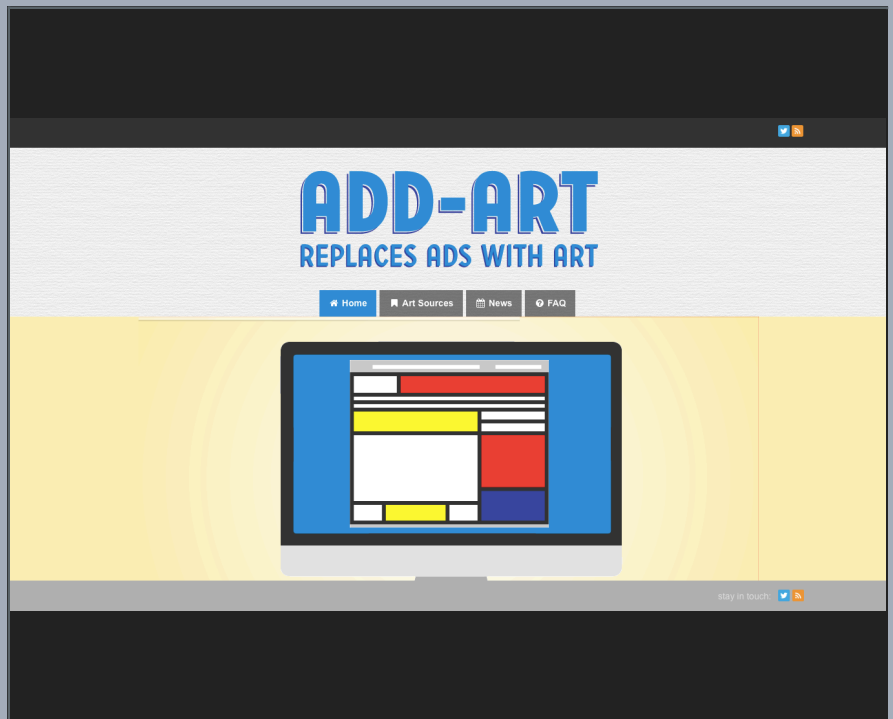 ADD-ART
REPLACES ADS WITH ART
Home Art Sources News FAQ
stay in touch: